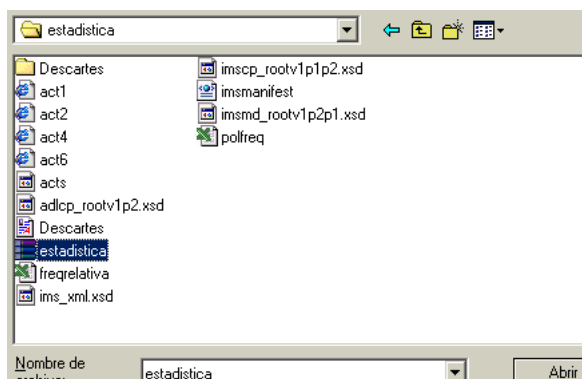 estadistica
Descartes
act1
act2
act4
act6
acts
adlcp_rootv1p2.xsd
Descartes
estadistica
freqrelativa
ims_xml.xsd
imscp_rootv1p1p2.xsd
imsmanifest
imsmd_rootv1p2p1.xsd
polfreq
Nombre de
archivo:
estadistica
Abrir